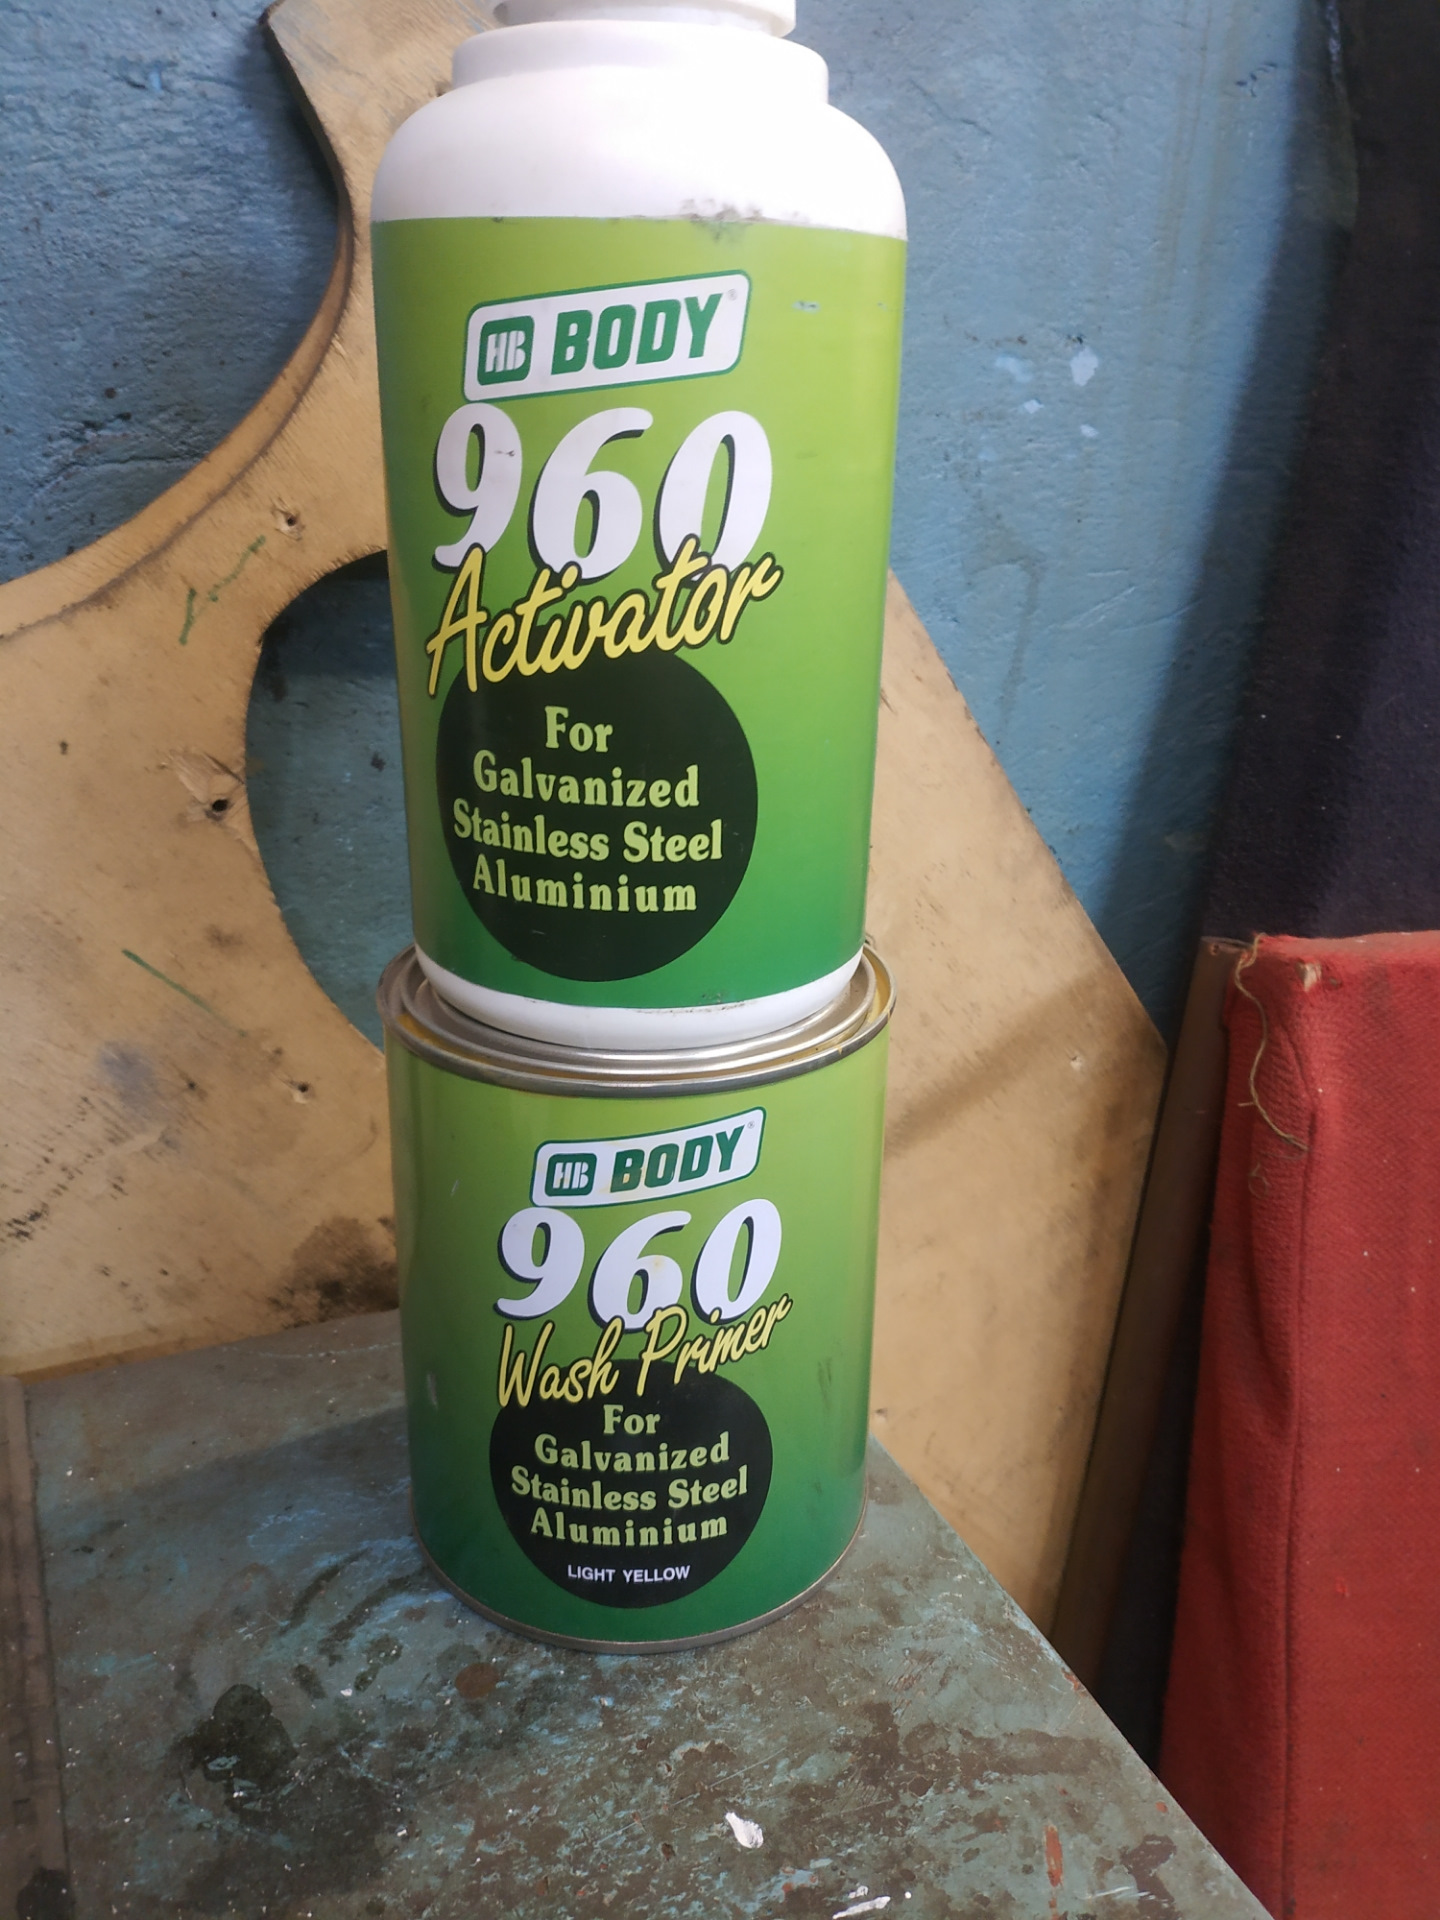 HB BODY®
960
Activator
For
Galvanized
Stainless Steel
Aluminium
HB BODY®
960
Wash Primer
For
Galvanized
Stainless Steel
Aluminium
LIGHT YELLOW